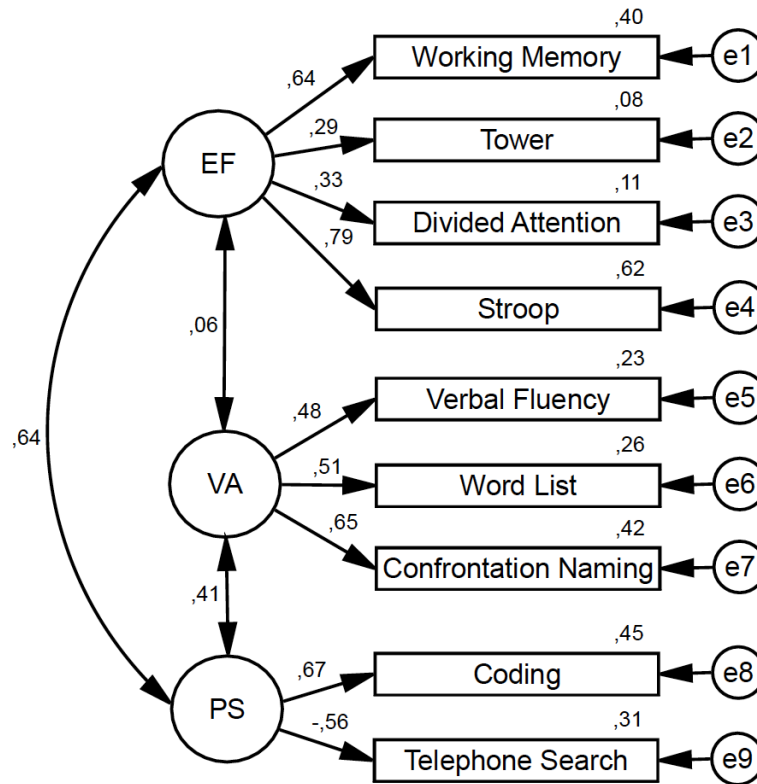 ,40
Working Memory
e1
,64
,08
,29
Tower
e2
EF
,33
,11
Divided Attention
e3
,79
,62
Stroop
e4
,06
,23
,48
Verbal Fluency
e5
,64
,26
VA
,51
Word List
e6
,65
,42
Confrontation Naming
e7
,41
,45
,67
Coding
e8
PS
-,56
,31
Telephone Search
e9